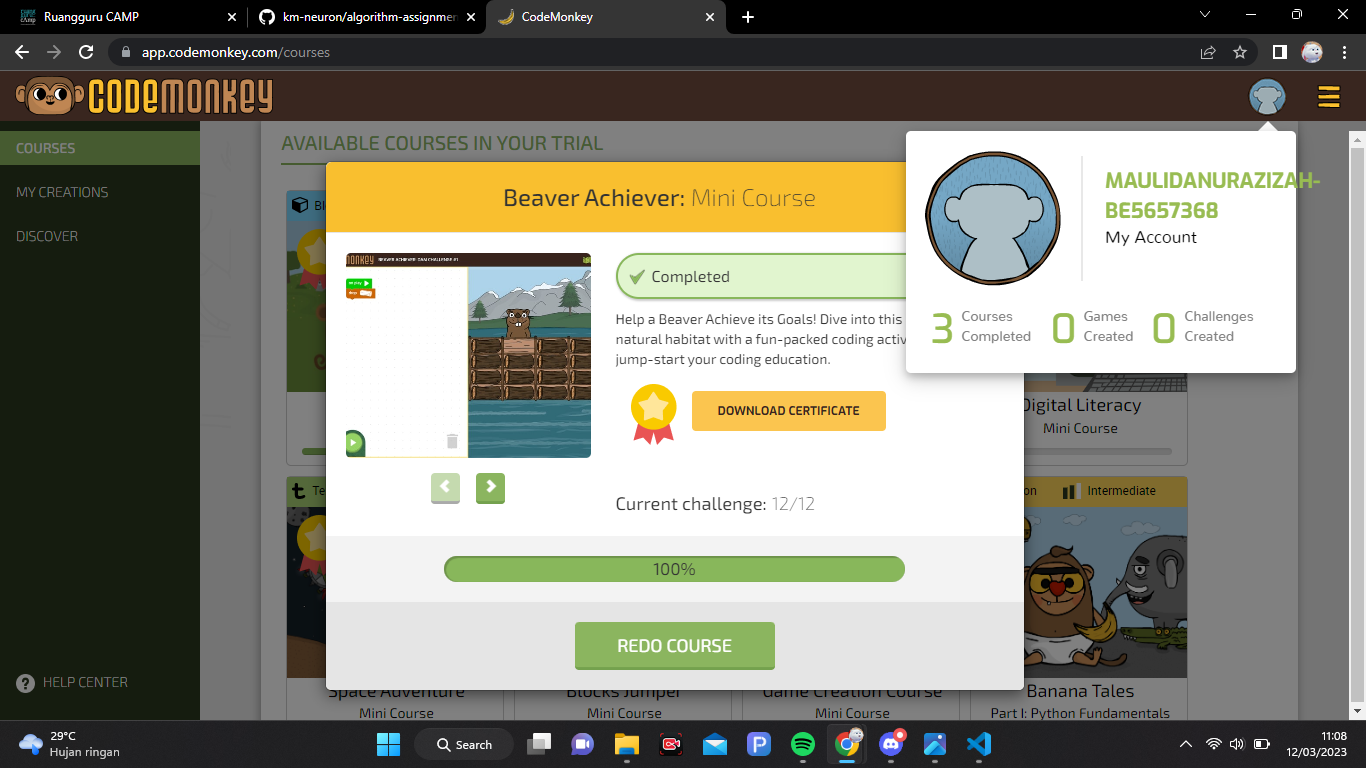 Ruangguru CAMP
km-neuron/algorithm-assignmen
CodeMonkey
app.codemonkey.com/courses
CODEMONKEY
COURSES
MY CREATIONS
DISCOVER
HELP CENTER
AVAILABLE COURSES IN YOUR TRIAL
Beaver Achiever: Mini Course
Completed
Help a Beaver Achieve its Goals! Dive into this
natural habitat with a fun-packed coding activ
jump-start your coding education.
DOWNLOAD CERTIFICATE
Current challenge: 12/12
100%
REDO COURSE
MAULIDANURAZIZAH-
BE5657368
My Account
3 Courses Completed
0 Games Created
0 Challenges Created
Digital Literacy
Mini Course
on Intermediate
Space Adventure
Mini Course
Blocks Jumper
Mini Course
Game Creation Course
Mini Course
Banana Tales
Part I: Python Fundamentals
29°C
Hujan ringan
Search
11:08
12/03/2023